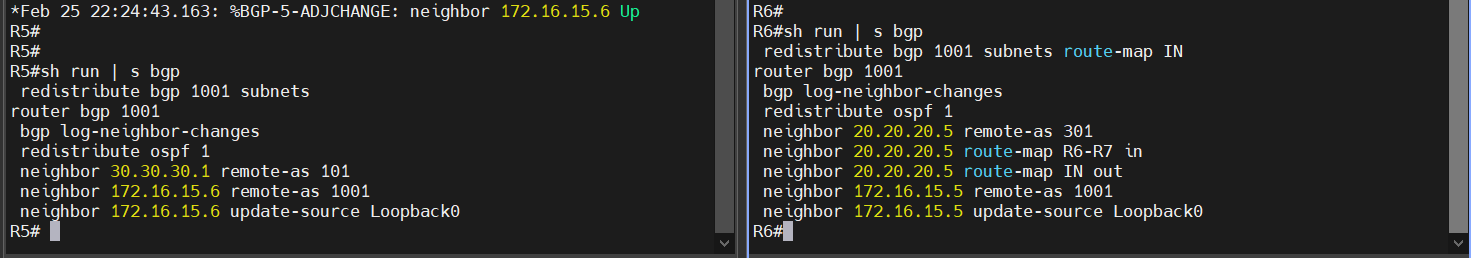 *Feb 25 22:24:43.163: %BGP-5-ADJCHANGE: neighbor 172.16.15.6 Up
R5#
R5#
R5#sh run | s bgp
 redistribute bgp 1001 subnets
router bgp 1001
 bgp log-neighbor-changes
 redistribute ospf 1
 neighbor 30.30.30.1 remote-as 101
 neighbor 172.16.15.6 remote-as 1001
 neighbor 172.16.15.6 update-source Loopback0
R5#
R6#
R6#sh run | s bgp
 redistribute bgp 1001 subnets route-map IN
router bgp 1001
 bgp log-neighbor-changes
 redistribute ospf 1
 neighbor 20.20.20.5 remote-as 301
 neighbor 20.20.20.5 route-map R6-R7 in
 neighbor 20.20.20.5 route-map IN out
 neighbor 172.16.15.5 remote-as 1001
 neighbor 172.16.15.5 update-source Loopback0
R6#